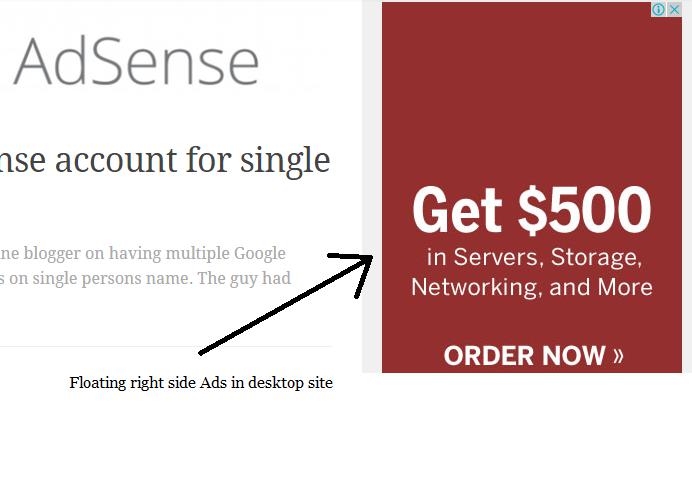 AdSense
nse account for single
ne blogger on having multiple Google
s on single persons name. The guy had
Floating right side Ads in desktop site
Get $500
in Servers, Storage,
Networking, and More
ORDER NOW »